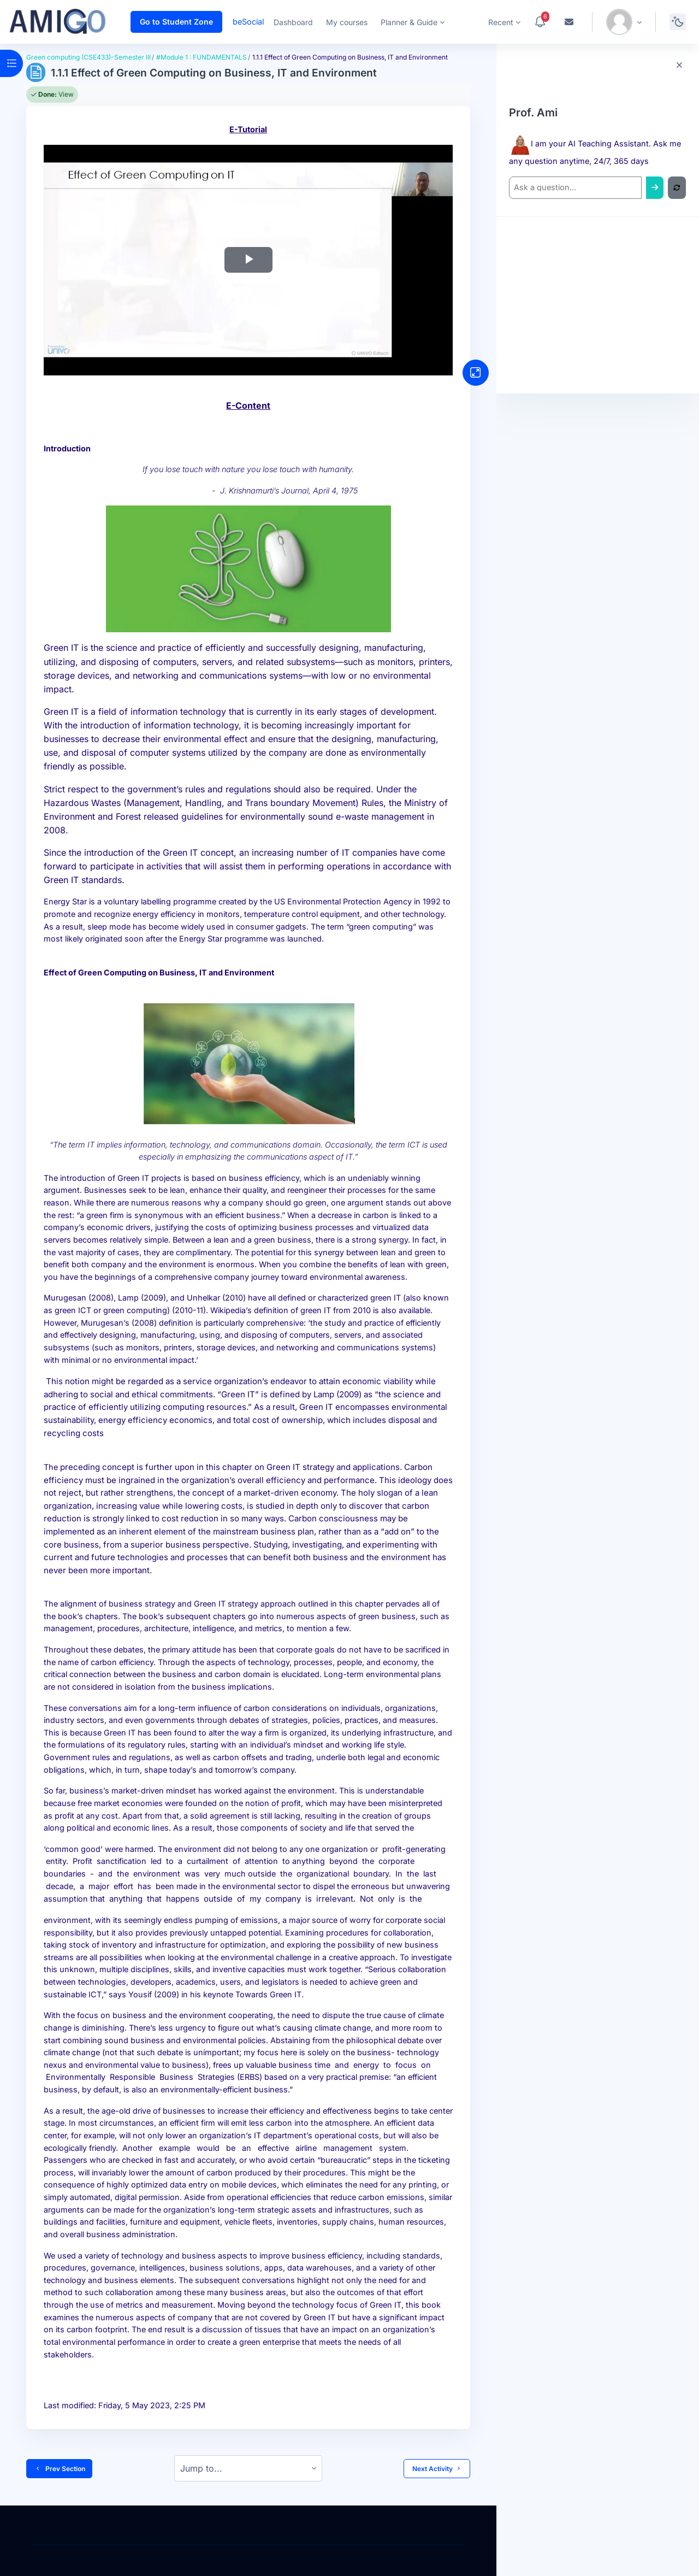 AMIGO
Go to Student Zone
beSocial
Dashboard
My courses
Planner & Guide
Recent
6
Green computing (CSE433)-Semester III / #Module 1 : FUNDAMENTALS / 1.1.1 Effect of Green Computing on Business, IT and Environment
1.1.1 Effect of Green Computing on Business, IT and Environment
Done: View
E-Tutorial
Effect of Green Computing on IT
UNIVO
© UNIVO Edtech
E-Content
Introduction
If you lose touch with nature you lose touch with humanity.
- J. Krishnamurti's Journal, April 4, 1975
Green IT is the science and practice of efficiently and successfully designing, manufacturing,
utilizing, and disposing of computers, servers, and related subsystems—such as monitors, printers,
storage devices, and networking and communications systems—with low or no environmental
impact.
Green IT is a field of information technology that is currently in its early stages of development.
With the introduction of information technology, it is becoming increasingly important for
businesses to decrease their environmental effect and ensure that the designing, manufacturing,
use, and disposal of computer systems utilized by the company are done as environmentally
friendly as possible.
Strict respect to the government's rules and regulations should also be required. Under the
Hazardous Wastes (Management, Handling, and Trans boundary Movement) Rules, the Ministry of
Environment and Forest released guidelines for environmentally sound e-waste management in
2008.
Since the introduction of the Green IT concept, an increasing number of IT companies have come
forward to participate in activities that will assist them in performing operations in accordance with
Green IT standards.
Energy Star is a voluntary labelling programme created by the US Environmental Protection Agency in 1992 to
promote and recognize energy efficiency in monitors, temperature control equipment, and other technology.
As a result, sleep mode has become widely used in consumer gadgets. The term "green computing" was
most likely originated soon after the Energy Star programme was launched.
Effect of Green Computing on Business, IT and Environment
"The term IT implies information, technology, and communications domain. Occasionally, the term ICT is used
especially in emphasizing the communications aspect of IT."
The introduction of Green IT projects is based on business efficiency, which is an undeniably winning
argument. Businesses seek to be lean, enhance their quality, and reengineer their processes for the same
reason. While there are numerous reasons why a company should go green, one argument stands out above
the rest: "a green firm is synonymous with an efficient business." When a decrease in carbon is linked to a
company's economic drivers, justifying the costs of optimizing business processes and virtualized data
servers becomes relatively simple. Between a lean and a green business, there is a strong synergy. In fact, in
the vast majority of cases, they are complimentary. The potential for this synergy between lean and green to
benefit both company and the environment is enormous. When you combine the benefits of lean with green,
you have the beginnings of a comprehensive company journey toward environmental awareness.
Murugesan (2008), Lamp (2009), and Unhelkar (2010) have all defined or characterized green IT (also known
as green ICT or green computing) (2010-11). Wikipedia's definition of green IT from 2010 is also available.
However, Murugesan's (2008) definition is particularly comprehensive: 'the study and practice of efficiently
and effectively designing, manufacturing, using, and disposing of computers, servers, and associated
subsystems (such as monitors, printers, storage devices, and networking and communications systems)
with minimal or no environmental impact.'
This notion might be regarded as a service organization's endeavor to attain economic viability while
adhering to social and ethical commitments. "Green IT" is defined by Lamp (2009) as "the science and
practice of efficiently utilizing computing resources." As a result, Green IT encompasses environmental
sustainability, energy efficiency economics, and total cost of ownership, which includes disposal and
recycling costs
The preceding concept is further upon in this chapter on Green IT strategy and applications. Carbon
efficiency must be ingrained in the organization's overall efficiency and performance. This ideology does
not reject, but rather strengthens, the concept of a market-driven economy. The holy slogan of a lean
organization, increasing value while lowering costs, is studied in depth only to discover that carbon
reduction is strongly linked to cost reduction in so many ways. Carbon consciousness may be
implemented as an inherent element of the mainstream business plan, rather than as a "add on" to the
core business, from a superior business perspective. Studying, investigating, and experimenting with
current and future technologies and processes that can benefit both business and the environment has
never been more important.
The alignment of business strategy and Green IT strategy approach outlined in this chapter pervades all of
the book's chapters. The book's subsequent chapters go into numerous aspects of green business, such as
management, procedures, architecture, intelligence, and metrics, to mention a few.
Throughout these debates, the primary attitude has been that corporate goals do not have to be sacrificed in
the name of carbon efficiency. Through the aspects of technology, processes, people, and economy, the
critical connection between the business and carbon domain is elucidated. Long-term environmental plans
are not considered in isolation from the business implications.
These conversations aim for a long-term influence of carbon considerations on individuals, organizations,
industry sectors, and even governments through debates of strategies, policies, practices, and measures.
This is because Green IT has been found to alter the way a firm is organized, its underlying infrastructure, and
the formulations of its regulatory rules, starting with an individual's mindset and working life style.
Government rules and regulations, as well as carbon offsets and trading, underlie both legal and economic
obligations, which, in turn, shape today's and tomorrow's company.
So far, business's market-driven mindset has worked against the environment. This is understandable
because free market economies were founded on the notion of profit, which may have been misinterpreted
as profit at any cost. Apart from that, a solid agreement is still lacking, resulting in the creation of groups
along political and economic lines. As a result, those components of society and life that served the
'common good' were harmed. The environment did not belong to any one organization or profit-generating
entity. Profit sanctification led to a curtailment of attention to anything beyond the corporate
boundaries - and the environment was very much outside the organizational boundary. In the last
decade, a major effort has been made in the environmental sector to dispel the erroneous but unwavering
assumption that anything that happens outside of my company is irrelevant. Not only is the
environment, with its seemingly endless pumping of emissions, a major source of worry for corporate social
responsibility, but it also provides previously untapped potential. Examining procedures for collaboration,
taking stock of inventory and infrastructure for optimization, and exploring the possibility of new business
streams are all possibilities when looking at the environmental challenge in a creative approach. To investigate
this unknown, multiple disciplines, skills, and inventive capacities must work together. "Serious collaboration
between technologies, developers, academics, users, and legislators is needed to achieve green and
sustainable ICT," says Yousif (2009) in his keynote Towards Green IT.
With the focus on business and the environment cooperating, the need to dispute the true cause of climate
change is diminishing. There's less urgency to figure out what's causing climate change, and more room to
start combining sound business and environmental policies. Abstaining from the philosophical debate over
climate change (not that such debate is unimportant; my focus here is solely on the business- technology
nexus and environmental value to business), frees up valuable business time and energy to focus on
Environmentally Responsible Business Strategies (ERBS) based on a very practical premise: "an efficient
business, by default, is also an environmentally-efficient business."
As a result, the age-old drive of businesses to increase their efficiency and effectiveness begins to take center
stage. In most circumstances, an efficient firm will emit less carbon into the atmosphere. An efficient data
center, for example, will not only lower an organization's IT department's operational costs, but will also be
ecologically friendly. Another example would be an effective airline management system.
Passengers who are checked in fast and accurately, or who avoid certain "bureaucratic" steps in the ticketing
process, will invariably lower the amount of carbon produced by their procedures. This might be the
consequence of highly optimized data entry on mobile devices, which eliminates the need for any printing, or
simply automated, digital permission. Aside from operational efficiencies that reduce carbon emissions, similar
arguments can be made for the organization's long-term strategic assets and infrastructures, such as
buildings and facilities, furniture and equipment, vehicle fleets, inventories, supply chains, human resources,
and overall business administration.
We used a variety of technology and business aspects to improve business efficiency, including standards,
procedures, governance, intelligences, business solutions, apps, data warehouses, and a variety of other
technology and business elements. The subsequent conversations highlight not only the need for and
method to such collaboration among these many business areas, but also the outcomes of that effort
through the use of metrics and measurement. Moving beyond the technology focus of Green IT, this book
examines the numerous aspects of company that are not covered by Green IT but have a significant impact
on its carbon footprint. The end result is a discussion of tissues that have an impact on an organization's
total environmental performance in order to create a green enterprise that meets the needs of all
stakeholders.
Last modified: Friday, 5 May 2023, 2:25 PM
Prev Section
Jump to...
Next Activity
Prof. Ami
I am your AI Teaching Assistant. Ask me
any question anytime, 24/7, 365 days
Ask a question...